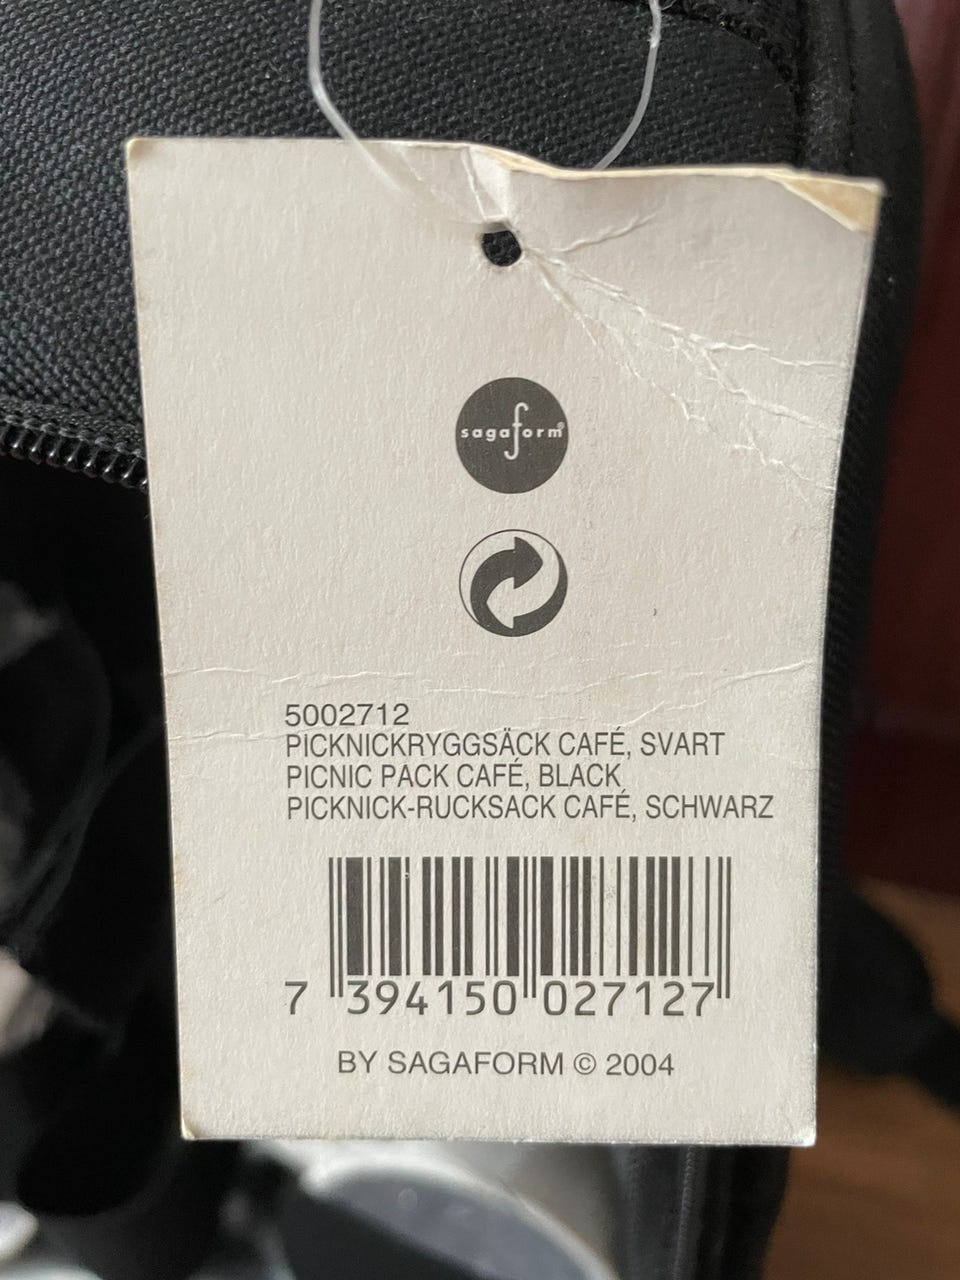 sagaform®
5002712
PICKNICKRYGGSÄCK CAFÉ, SVART
PICNIC PACK CAFÉ, BLACK
PICKNICK-RUCKSACK CAFÉ, SCHWARZ
7 394150 027127
BY SAGAFORM © 2004